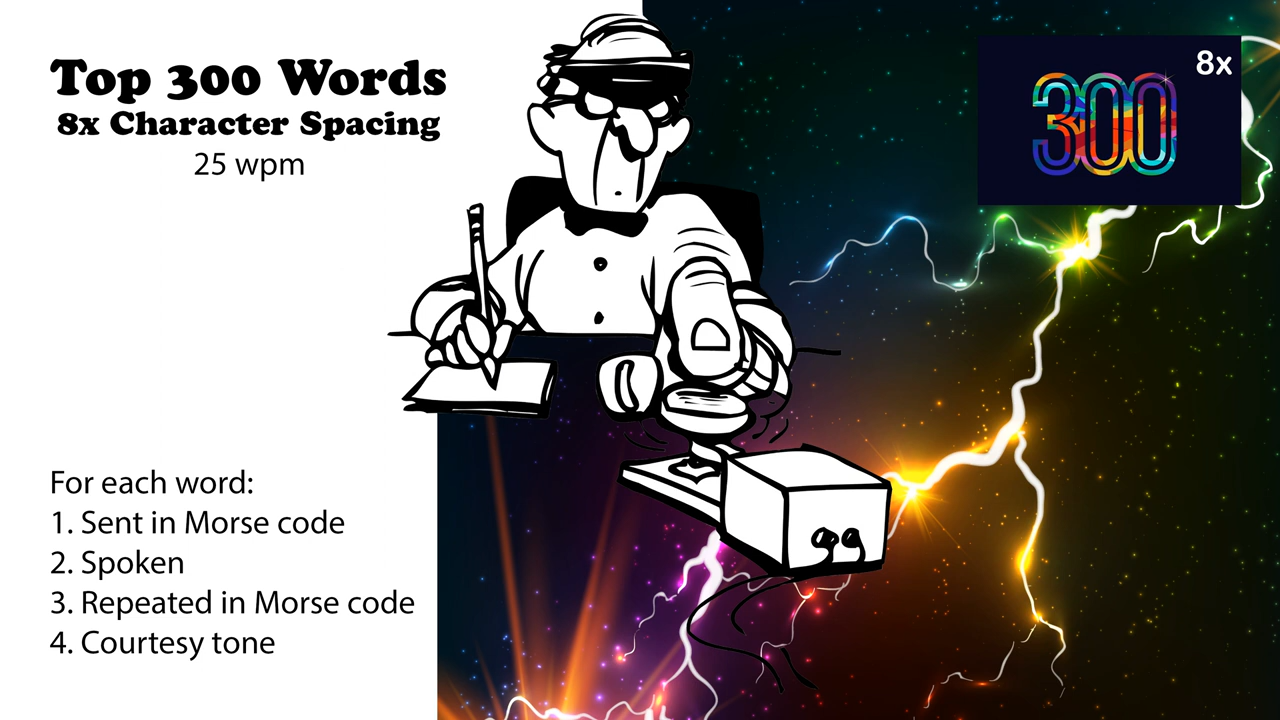 Top 300 Words
8x Character Spacing
25 wpm
8x
300
For each word:
1. Sent in Morse code
2. Spoken
3. Repeated in Morse code
4. Courtesy tone